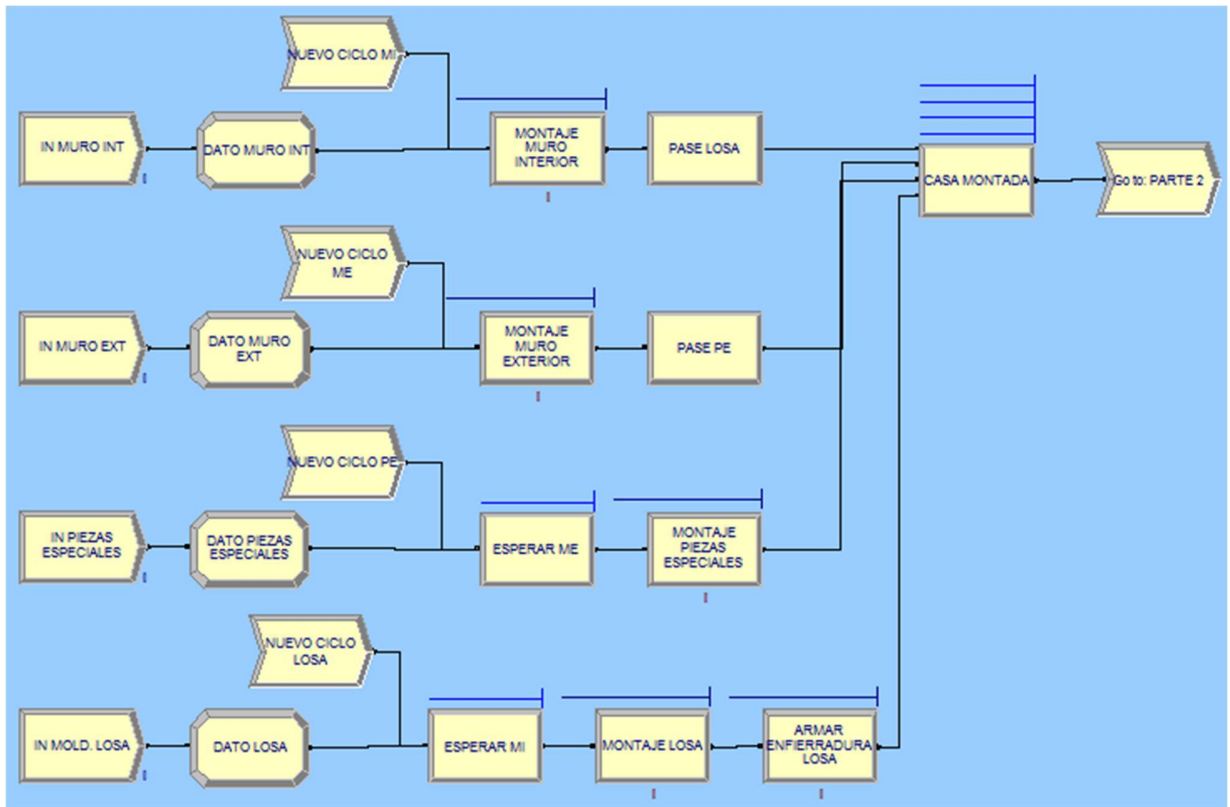 NUEVO CICLO MI
IN MURO INT
DATO MURO INT
MONTAJE
MURO
INTERIOR
PASE LOSA
CASA MONTADA
Go to: PARTE 2
NUEVO CICLO
ME
IN MURO EXT
DATO MURO
EXT
MONTAJE
MURO
EXTERIOR
PASE PE
NUEVO CICLO PE
IN PIEZAS
ESPECIALES
DATO PIEZAS
ESPECIALES
ESPERAR ME
MONTAJE
PIEZAS
ESPECIALES
NUEVO CICLO
LOSA
IN MOLD. LOSA
DATO LOSA
ESPERAR MI
MONTAJE LOSA
ARMAR
ENFIERRADURA
LOSA